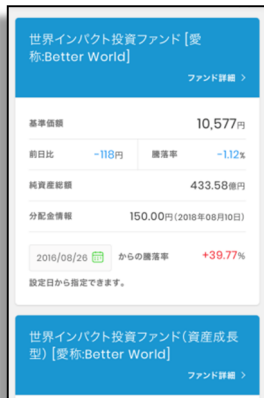 世界インパクト投資ファンド [愛
称:Better World]
ファンド詳細 >
基準価額 10,577円
前日比 -118円 騰落率 -1.12%
純資産総額 433.58億円
分配金情報 150.00円(2018年08月10日)
2016/08/26 からの騰落率 +39.77%
設定日から指定できます。
世界インパクト投資ファンド(資産成長
型) [愛称:Better World]
ファンド詳細 >